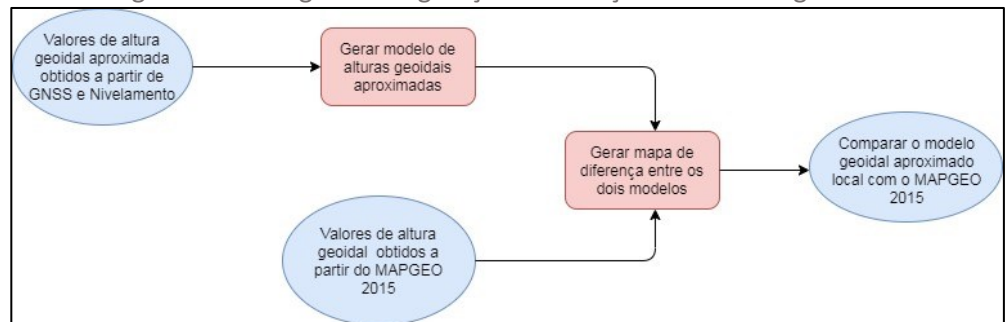 Valores de altura
geoidal aproximada
obtidos a partir de
GNSS e Nivelamento
Gerar modelo de
alturas geoidais
aproximadas
Gerar mapa de
diferença entre os
dois modelos
Comparar o modelo
geoidal aproximado
local com o MAPGEO
2015
Valores de altura
geoidal obtidos a
partir do MAPGEO
2015